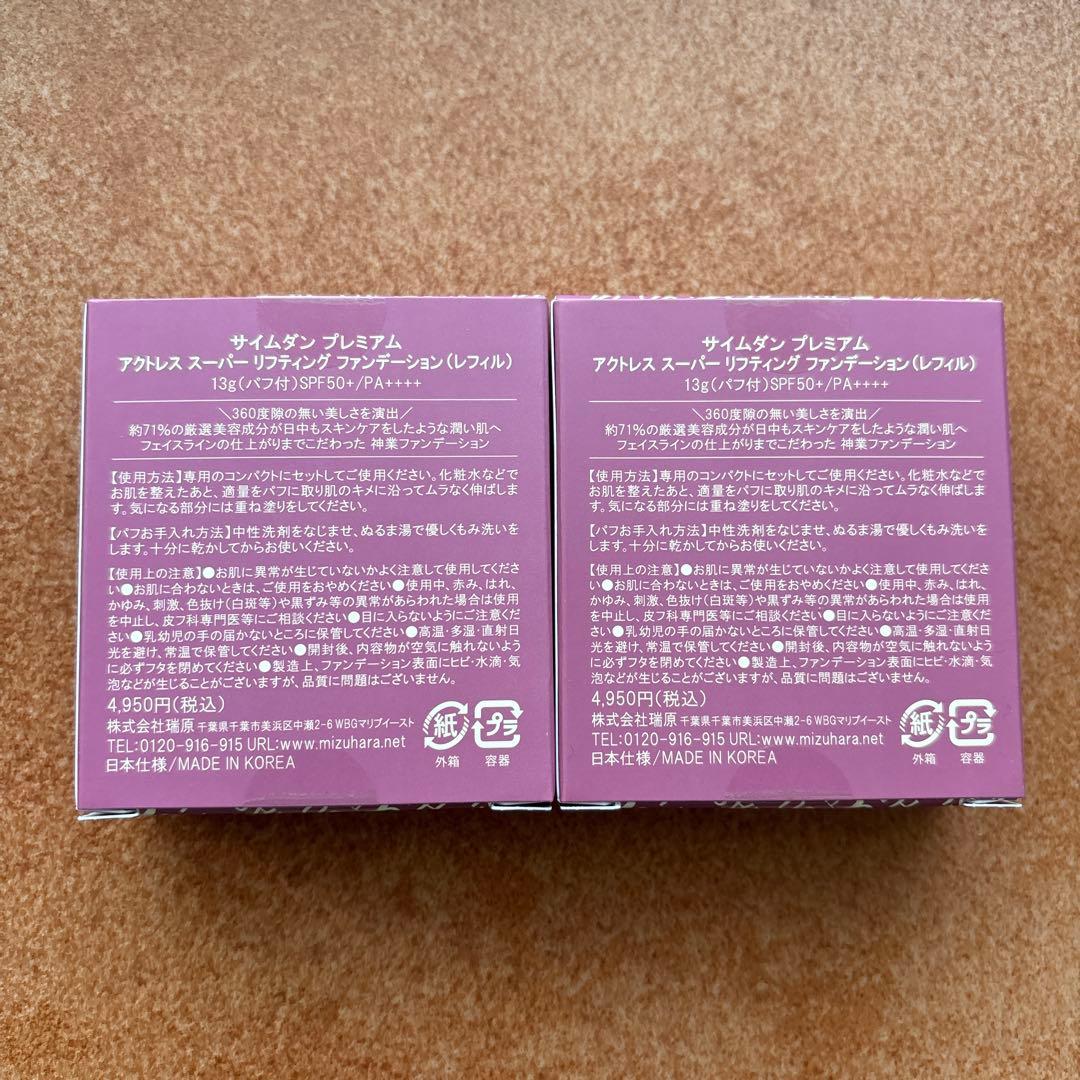 サイムダン プレミアム
アクトレス スーパー リフティング ファンデーション(レフィル)
13g(パフ付)SPF50+/PA++++
＼360度隙の無い美しさを演出／
約71%の厳選美容成分が日中もスキンケアをしたような潤い肌へ
フェイスラインの仕上がりまでこだわった 神業ファンデーション
【使用方法】専用のコンパクトにセットしてご使用ください。化粧水などで
お肌を整えたあと、適量をパフに取り肌のキメに沿ってムラなく伸ばしま
す。気になる部分には重ね塗りをしてください。
【パフお手入れ方法】中性洗剤をなじませ、ぬるま湯で優しくもみ洗いを
します。十分に乾かしてからお使いください。
【使用上の注意】●お肌に異常が生じていないかよく注意して使用してくださ
い●お肌に合わないときは、ご使用をおやめください●使用中、赤み、はれ、
かゆみ、刺激、色抜け(白斑等)や黒ずみ等の異常があらわれた場合は使用
を中止し、皮フ科専門医等にご相談ください●目に入らないようにご注意くだ
さい●乳幼児の手の届かないところに保管してください●高温・多湿・直射日
光を避け、常温で保管してください●開封後、内容物が空気に触れないよう
に必ずフタを閉めてください●製造上、ファンデーション表面にヒビ・水滴・気
泡などが生じることがございますが、品質に問題はございません。
4,950円(税込)
株式会社瑞原 千葉県千葉市美浜区中瀬2-6 WBGマリブイースト
TEL:0120-916-915 URL:www.mizuhara.net
日本仕様/MADE IN KOREA
紙 プラ
外箱 容器
サイムダン プレミアム
アクトレス スーパー リフティング ファンデーション(レフィル)
13g(パフ付)SPF50+/PA++++
＼360度隙の無い美しさを演出／
約71%の厳選美容成分が日中もスキンケアをしたような潤い肌へ
フェイスラインの仕上がりまでこだわった 神業ファンデーション
【使用方法】専用のコンパクトにセットしてご使用ください。化粧水などで
お肌を整えたあと、適量をパフに取り肌のキメに沿ってムラなく伸ばしま
す。気になる部分には重ね塗りをしてください。
【パフお手入れ方法】中性洗剤をなじませ、ぬるま湯で優しくもみ洗いを
します。十分に乾かしてからお使いください。
【使用上の注意】●お肌に異常が生じていないかよく注意して使用してくださ
い●お肌に合わないときは、ご使用をおやめください●使用中、赤み、はれ、
かゆみ、刺激、色抜け(白斑等)や黒ずみ等の異常があらわれた場合は使用
を中止し、皮フ科専門医等にご相談ください●目に入らないようにご注意くだ
さい●乳幼児の手の届かないところに保管してください●高温・多湿・直射日
光を避け、常温で保管してください●開封後、内容物が空気に触れないよう
に必ずフタを閉めてください●製造上、ファンデーション表面にヒビ・水滴・気
泡などが生じることがございますが、品質に問題はございません。
4,950円(税込)
株式会社瑞原 千葉県千葉市美浜区中瀬2-6 WBGマリブイースト
TEL:0120-916-915 URL:www.mizuhara.net
日本仕様/MADE IN KOREA
紙 プラ
外箱 容器